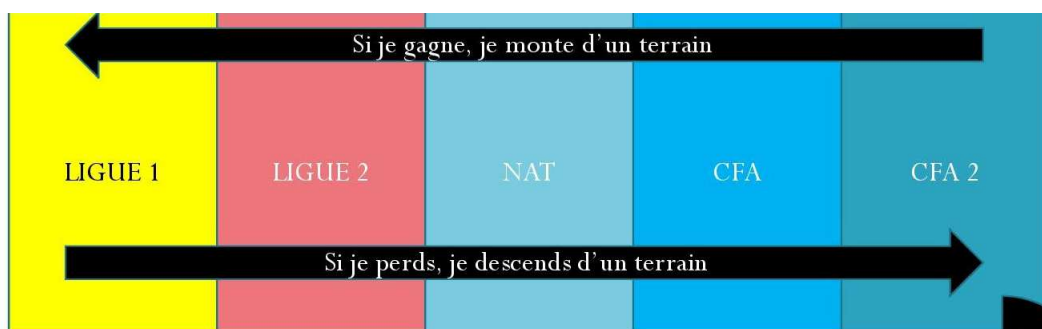 Si je gagne, je monte d'un terrain
LIGUE 1
LIGUE 2
NAT
CFA
CFA 2
Si je perds, je descends d'un terrain